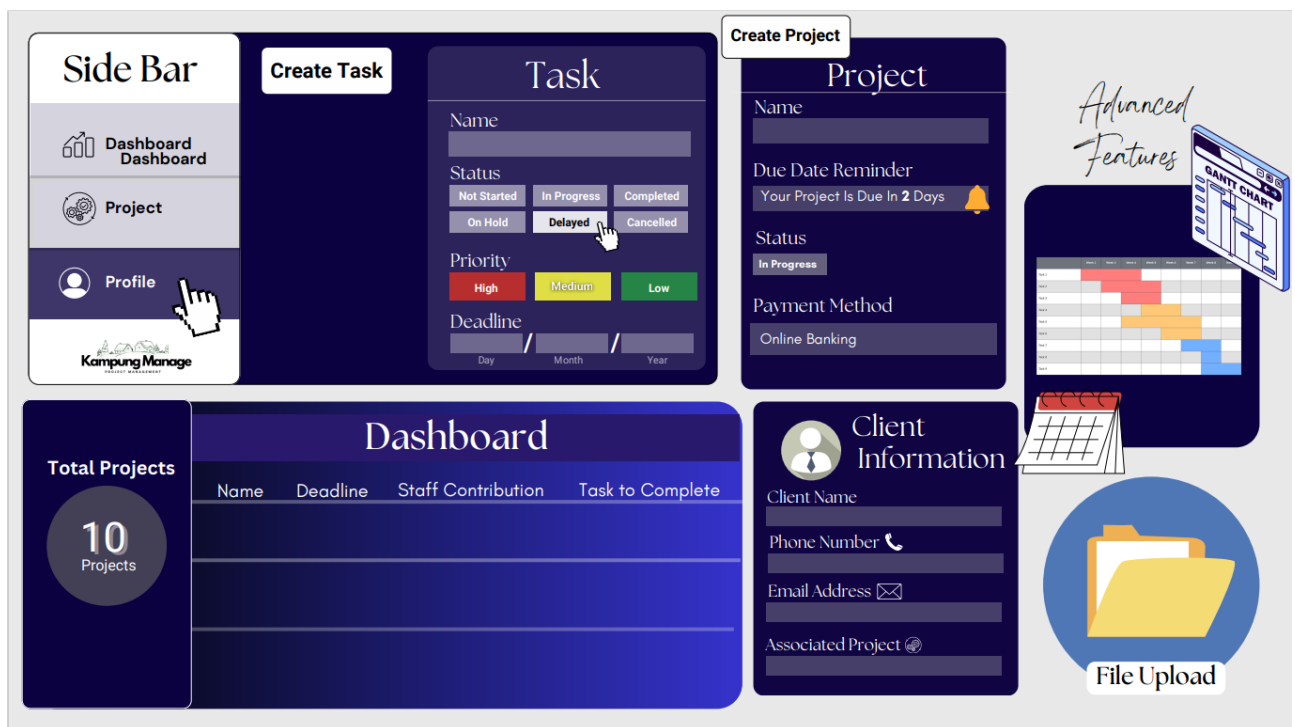 Side Bar
Dashboard
Dashboard
Project
Profile
Kampung Manage
PROJECT MANAGEMENT
Create Task
Task
Name
Status
Not Started
In Progress
Completed
On Hold
Delayed
Cancelled
Priority
High
Medium
Low
Deadline
/ /
Day
Month
Year
Create Project
Project
Name
Due Date Reminder
Your Project Is Due In 2 Days
Status
In Progress
Payment Method
Online Banking
Advanced
Features
GANTT CHART
Total Projects
10
Projects
Dashboard
Name
Deadline
Staff Contribution
Task to Complete
Client
Information
Client Name
Phone Number
Email Address
Associated Project
File Upload